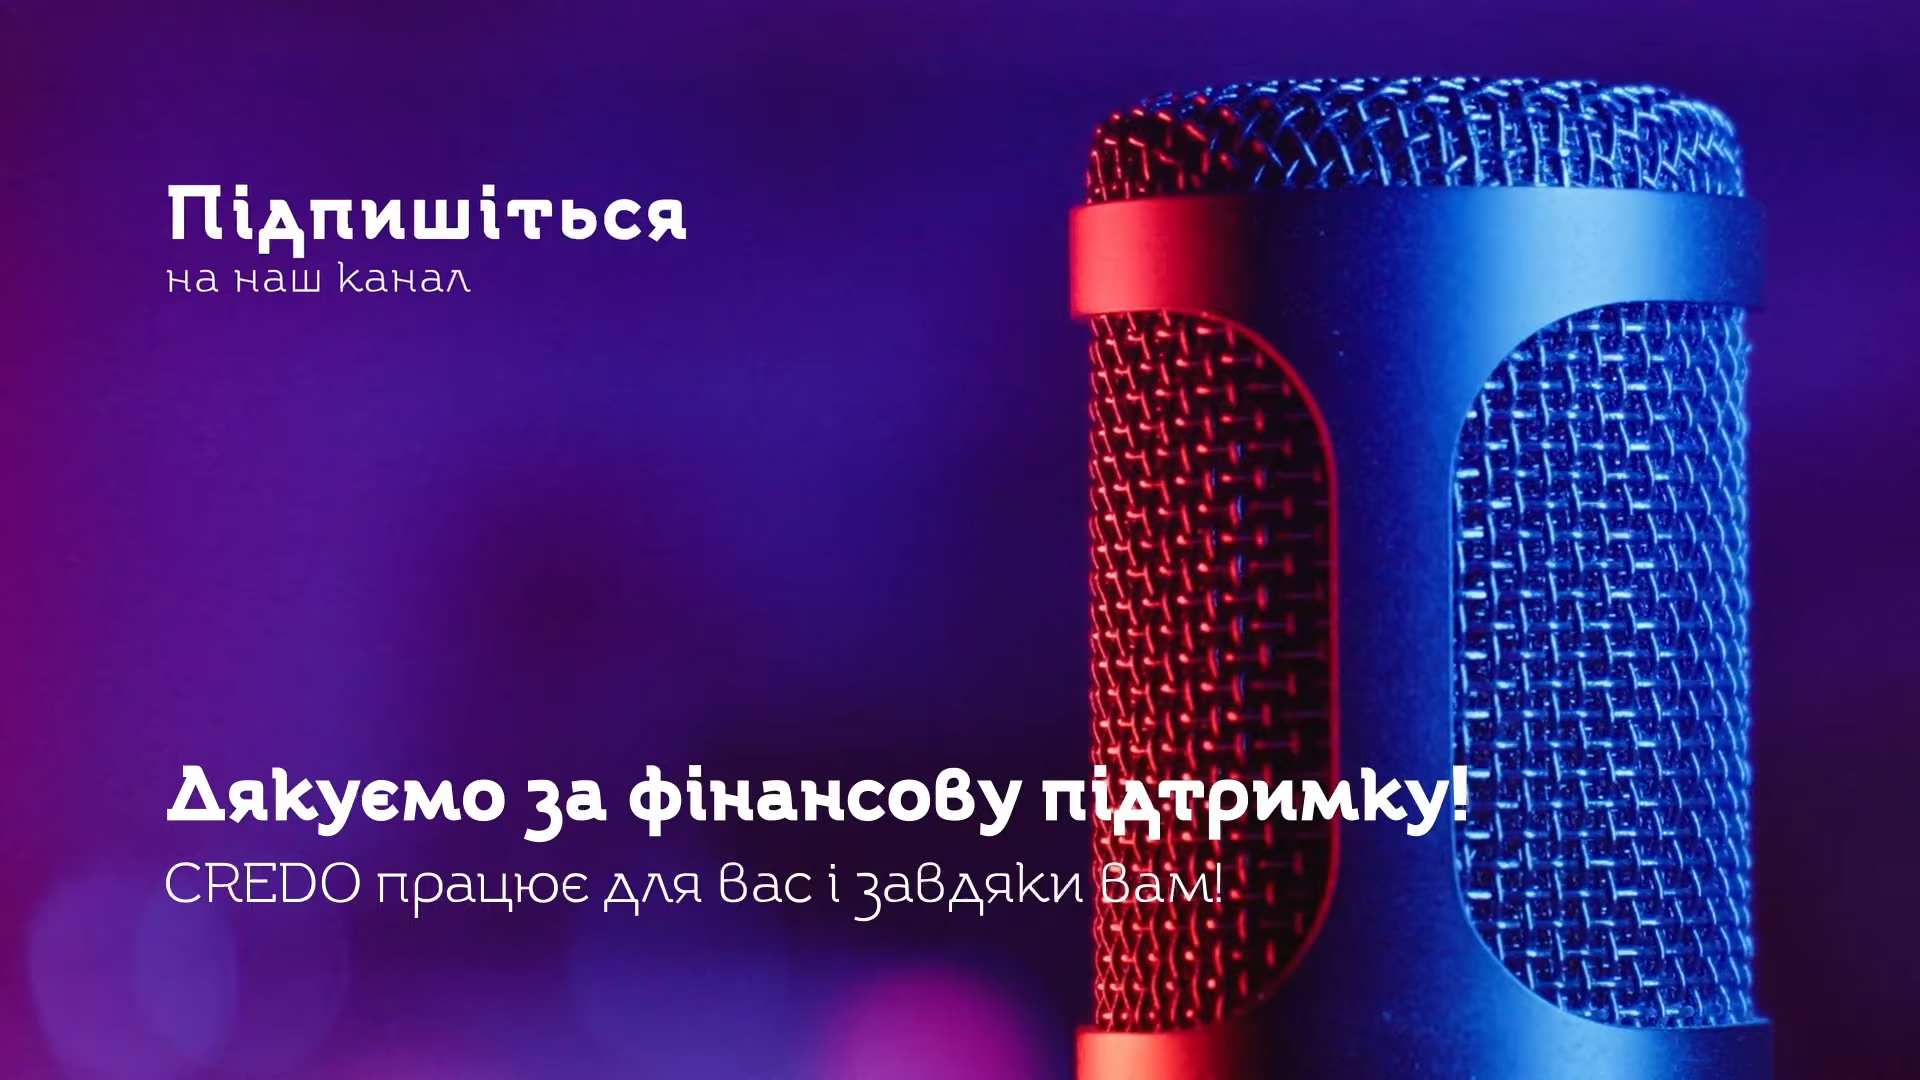 Підпишіться
на наш канал
Дякуємо за фінансову підтримку!
CREDO працює для вас і завдяки вам!